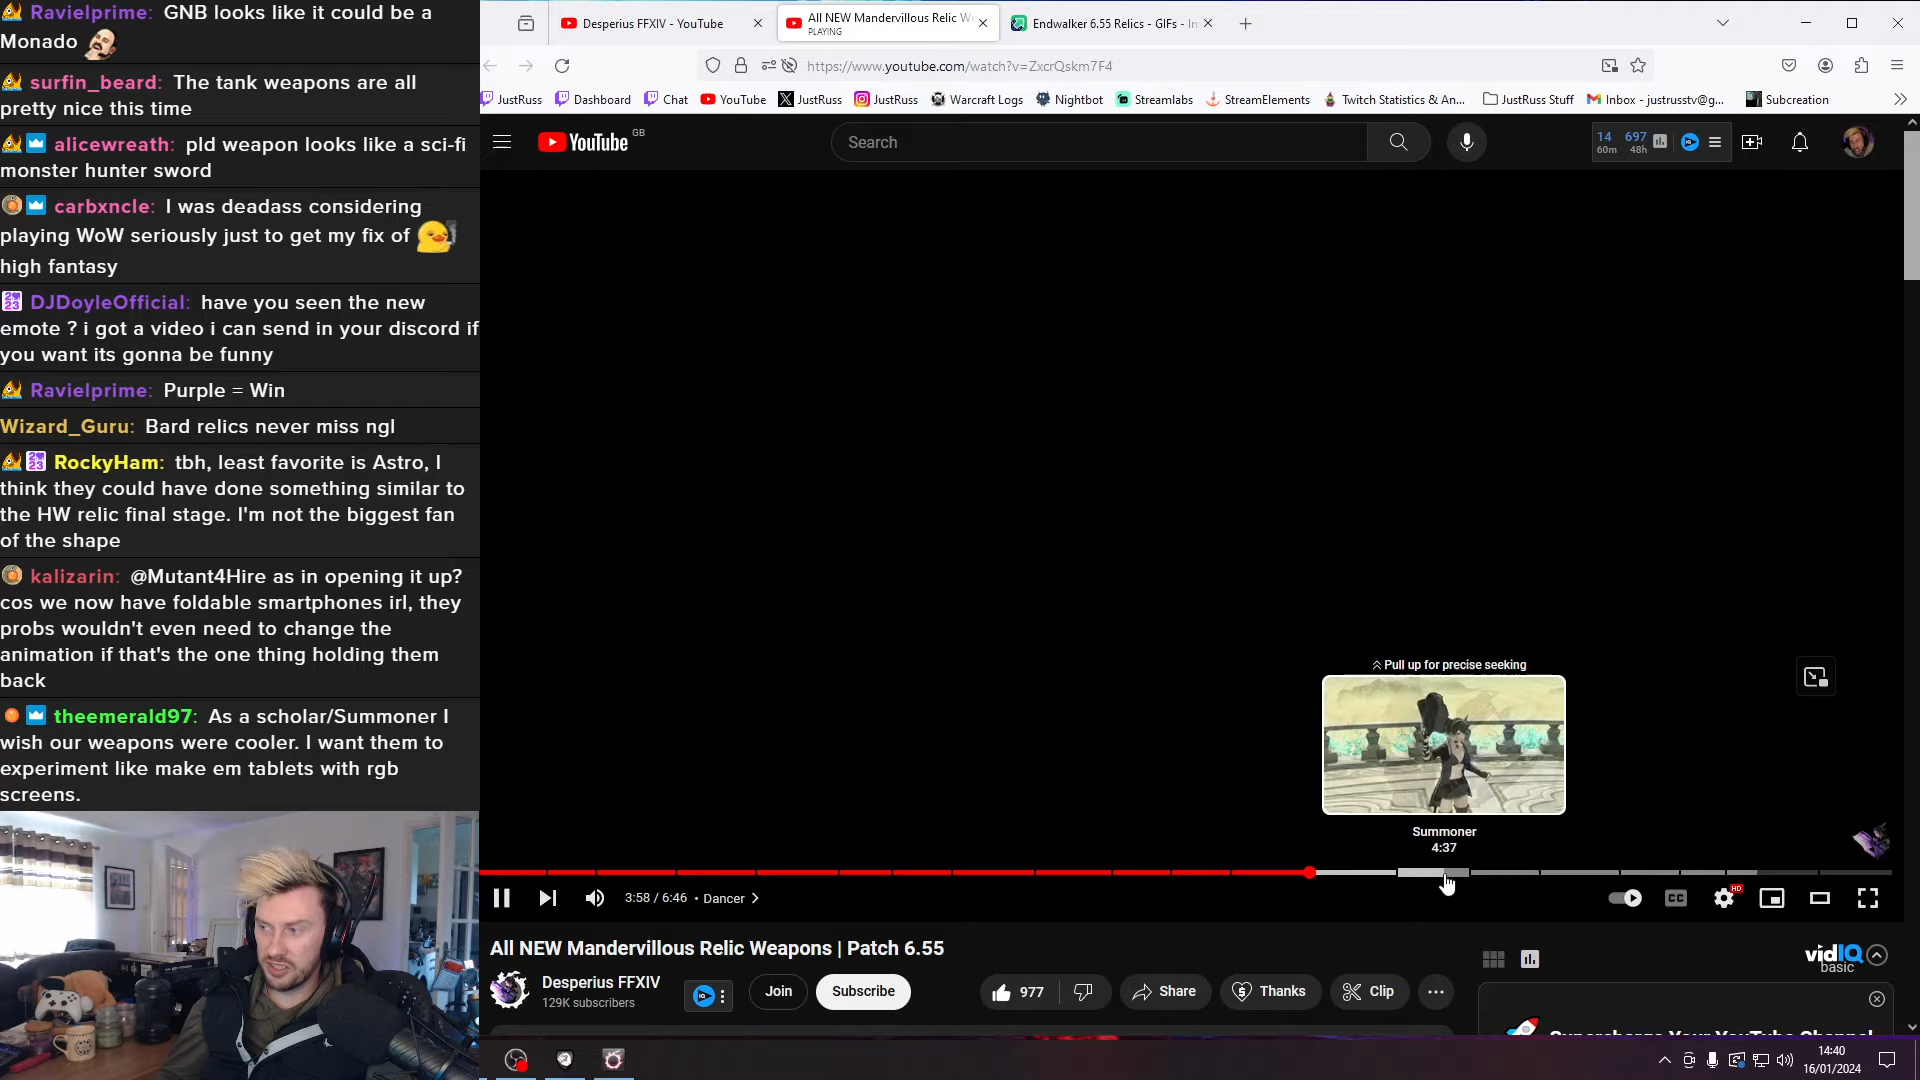 Ravielprime: GNB looks like it could be a
Monado
surfin_beard: The tank weapons are all
pretty nice this time
alicewreath: pld weapon looks like a sci-fi
monster hunter sword
carbxncle: I was deadass considering
playing WoW seriously just to get my fix of
high fantasy
DJDoyleOfficial: have you seen the new
emote ? i got a video i can send in your discord if
you want its gonna be funny
Ravielprime: Purple = Win
Wizard_Guru: Bard relics never miss ngl
RockyHam: tbh, least favorite is Astro, I
think they could have done something similar to
the HW relic final stage. I'm not the biggest fan
of the shape
kalizarin: @Mutant4Hire as in opening it up?
cos we now have foldable smartphones irl, they
probs wouldn't even need to change the
animation if that's the one thing holding them
back
theemerald97: As a scholar/Summoner I
wish our weapons were cooler. I want them to
experiment like make em tablets with rgb
screens.
Desperius FFXIV - YouTube
All NEW Mandervillous Relic We
PLAYING
Endwalker 6.55 Relics - GIFs - Im
https://www.youtube.com/watch?v=ZxcrQskm7F4
JustRuss
Dashboard
Chat
YouTube
JustRuss
JustRuss
Warcraft Logs
Nightbot
Streamlabs
StreamElements
Twitch Statistics & An...
JustRuss Stuff
Inbox - justrusstv@g...
Subcreation
YouTube GB
Search
14 697
60m 48h
Pull up for precise seeking
Summoner
4:37
3:58 / 6:46 • Dancer
CC
HD
All NEW Mandervillous Relic Weapons | Patch 6.55
Desperius FFXIV
129K subscribers
Join
Subscribe
977
Share
Thanks
Clip
vidIQ
basic
14:40
16/01/2024